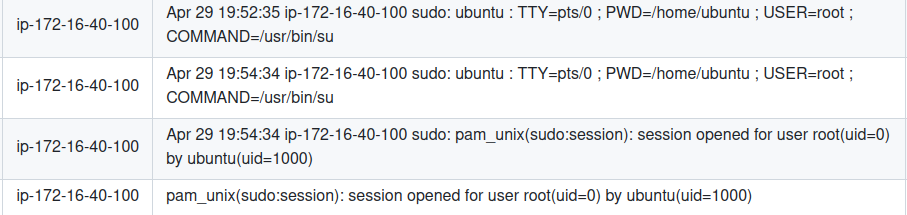 Apr 29 19:52:35 ip-172-16-40-100 sudo: ubuntu : TTY=pts/0 ; PWD=/home/ubuntu ; USER=root ;
ip-172-16-40-100
COMMAND=/usr/bin/su
Apr 29 19:54:34 ip-172-16-40-100 sudo: ubuntu : TTY=pts/0 ; PWD=/home/ubuntu ; USER=root ;
ip-172-16-40-100
COMMAND=/usr/bin/su
Apr 29 19:54:34 ip-172-16-40-100 sudo: pam_unix(sudo:session): session opened for user root(uid=0)
ip-172-16-40-100
by ubuntu(uid=1000)
ip-172-16-40-100 pam_unix(sudo:session): session opened for user root(uid=0) by ubuntu(uid=1000)